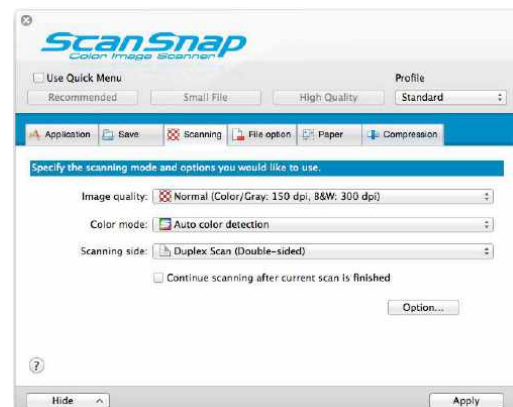 ScanSnap
Color Image Scanner
Use Quick Menu
Profile
Recommended Small File High Quality Standard
Application Save Scanning File option Paper Compression
Specify the scanning mode and options you would like to use.
Image quality: Normal (Color/Gray: 150 dpi, B&W: 300 dpi)
Color mode: Auto color detection
Scanning side: Duplex Scan (Double-sided)
Continue scanning after current scan is finished
Option...
?
Hide Apply